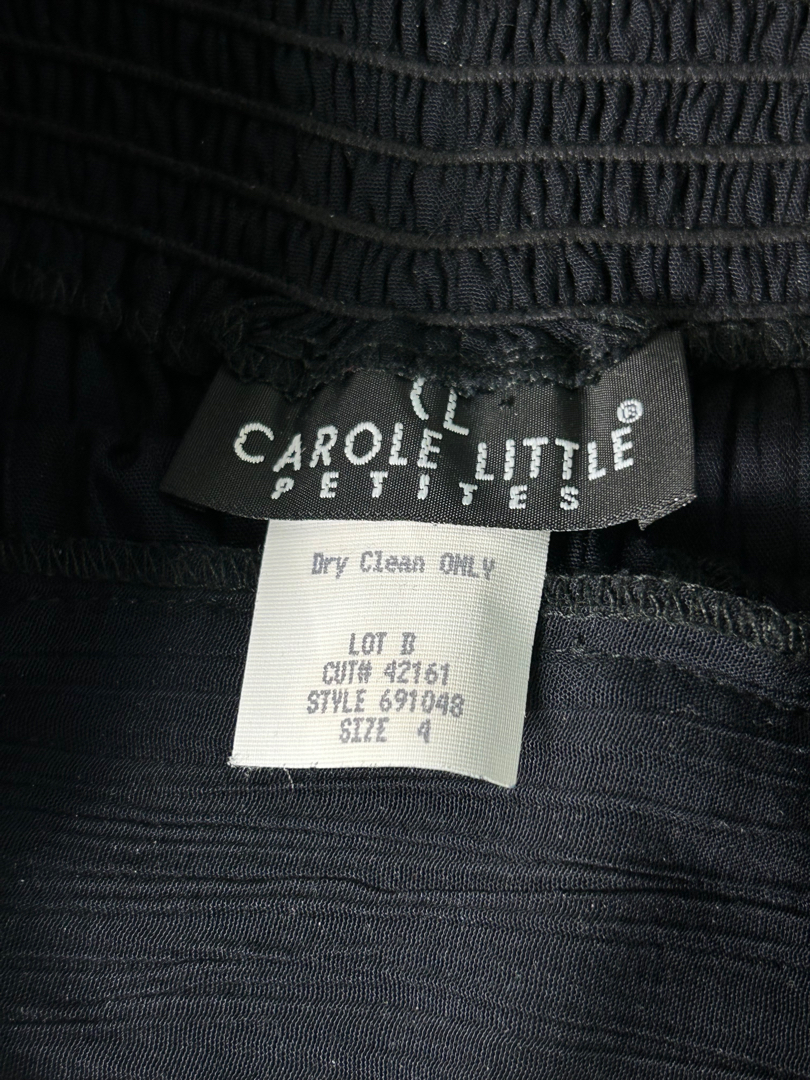 CL
CAROLE LITTLE®
PETITES
Dry Clean ONLY
LOT B
CUT# 42161
STYLE 691048
SIZE 4